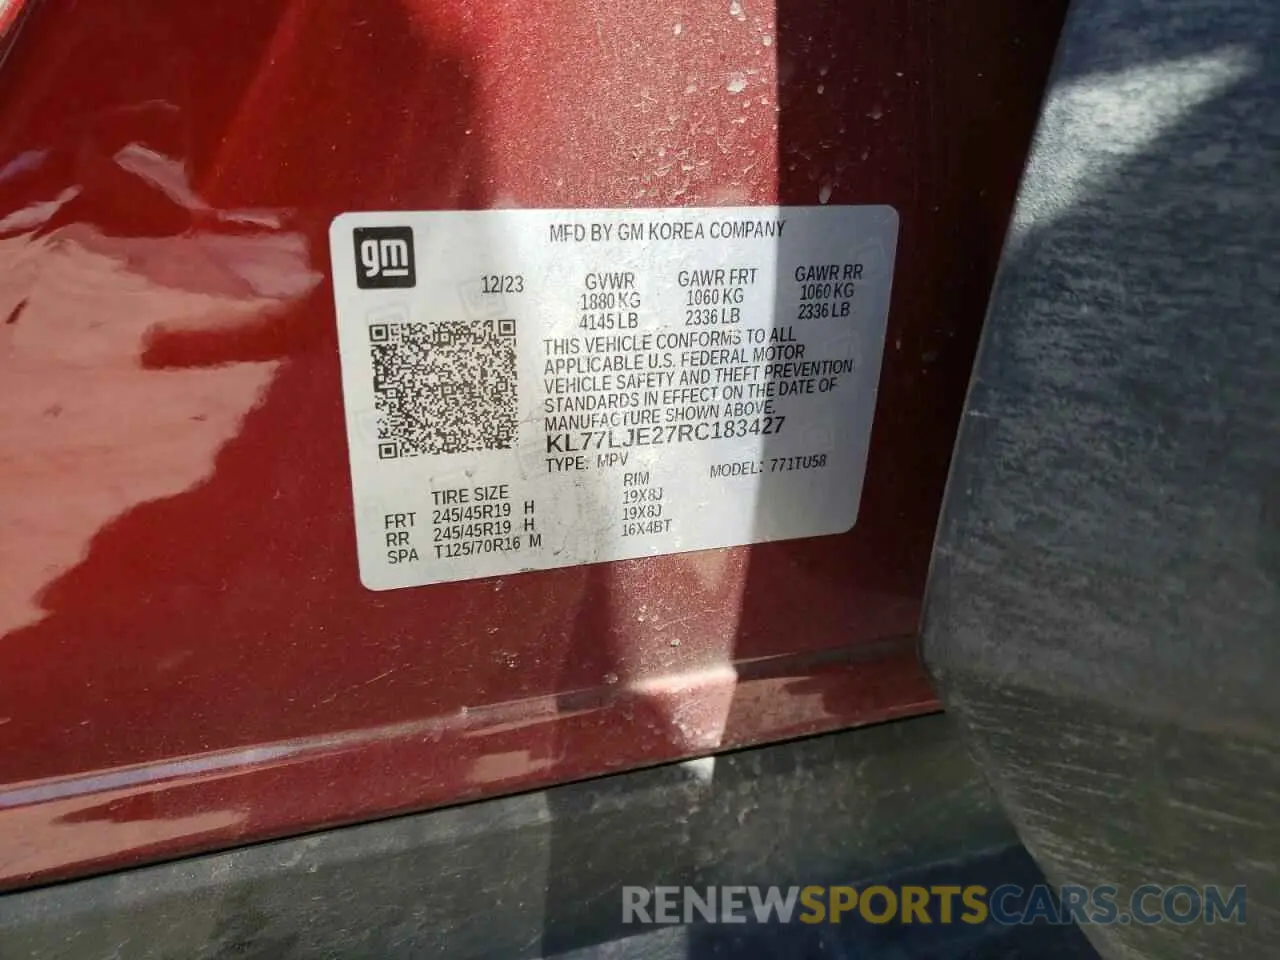 gm
MFD BY GM KOREA COMPANY
12/23
GVWR GAWR FRT GAWR RR
1880 KG 1060 KG 1060 KG
4145 LB 2336 LB 2336 LB
THIS VEHICLE CONFORMS TO ALL
APPLICABLE U.S. FEDERAL MOTOR
VEHICLE SAFETY AND THEFT PREVENTION
STANDARDS IN EFFECT ON THE DATE OF
MANUFACTURE SHOWN ABOVE.
KL77LJE27RC183427
TYPE: MPV MODEL: 771TU58
TIRE SIZE RIM
FRT 245/45R19 H 19X8J
RR 245/45R19 H 19X8J
SPA T125/70R16 M 16X4BT
RENEWSPORTSCARS.COM